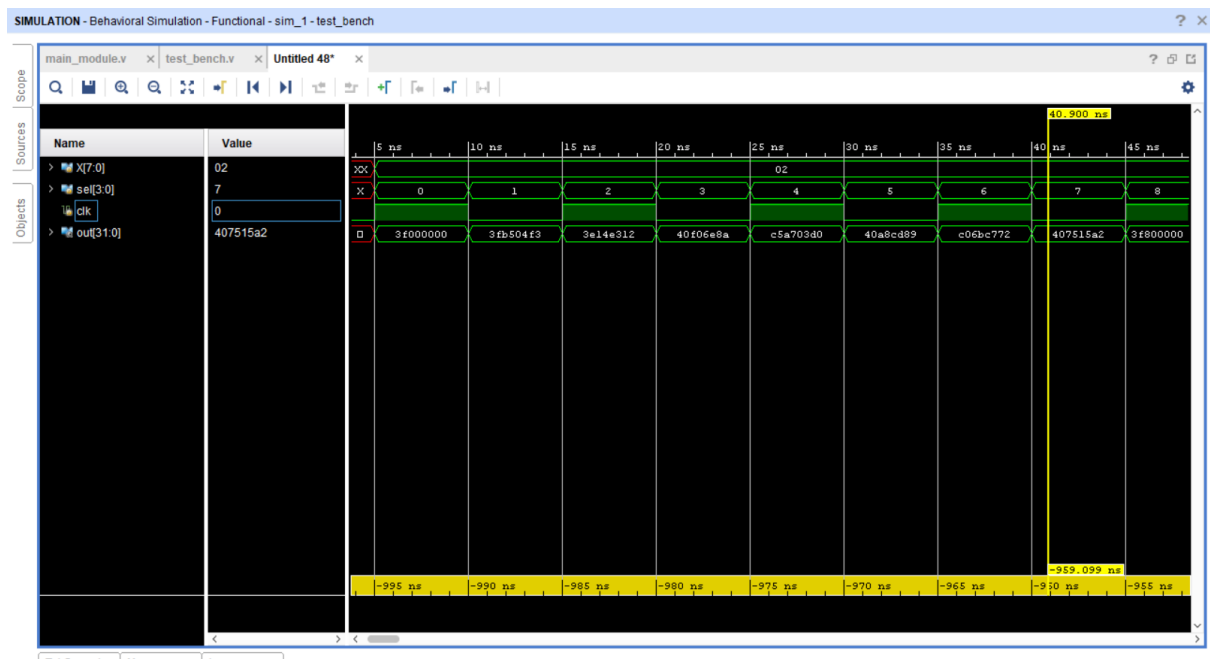 SIMULATION - Behavioral Simulation - Functional - sim_1 - test_bench ? ×
Scope
Sources
Objects
main_module.v × test_bench.v × Untitled 48* × ?
40.900 ns
Name Value
5 ns 10 ns 15 ns 20 ns 25 ns 30 ns 35 ns 40 ns 45 ns
> X[7:0] 02 XX 02
> sel[3:0] 7 X 0 1 2 3 4 5 6 7 8
clk 0
> out[31:0] 407515a2 3f000000 3fb504f3 3e14e312 40f06e8a c5a703d0 40a8cd89 c06bc772 407515a2 3f800000
-959.099 ns
-995 ns -990 ns -985 ns -980 ns -975 ns -970 ns -965 ns -960 ns -955 ns